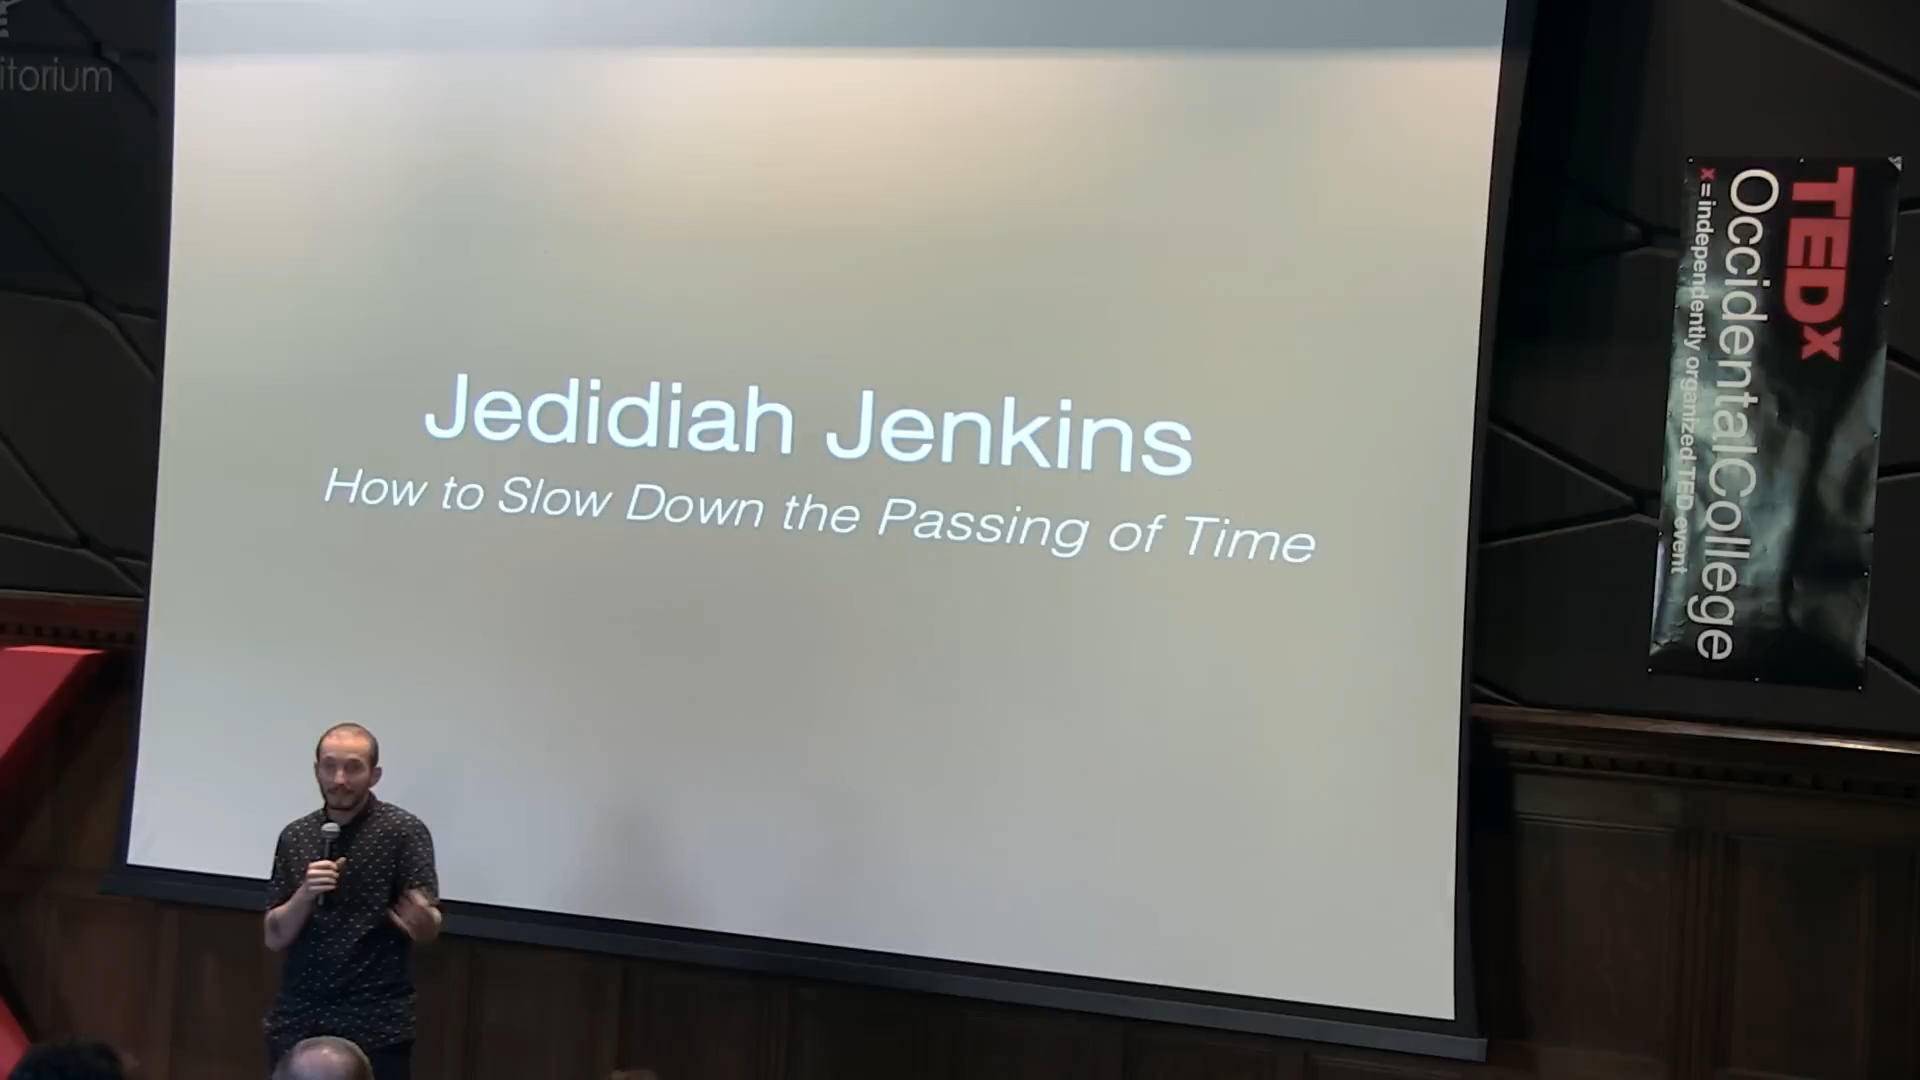 itorium
Jedidiah Jenkins
How to Slow Down the Passing of Time
TEDx
OccidentalCollege
x = independently organized TED event